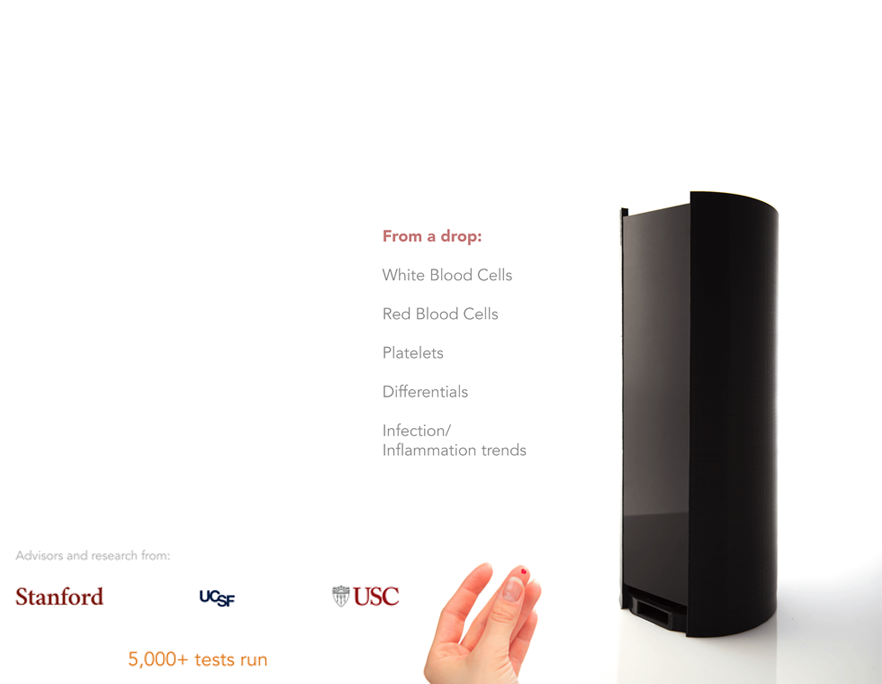 From a drop:
White Blood Cells
Red Blood Cells
Platelets
Differentials
Infection/
Inflammation trends
Advisors and research from:
Stanford
UCSF
USC
5,000+ tests run